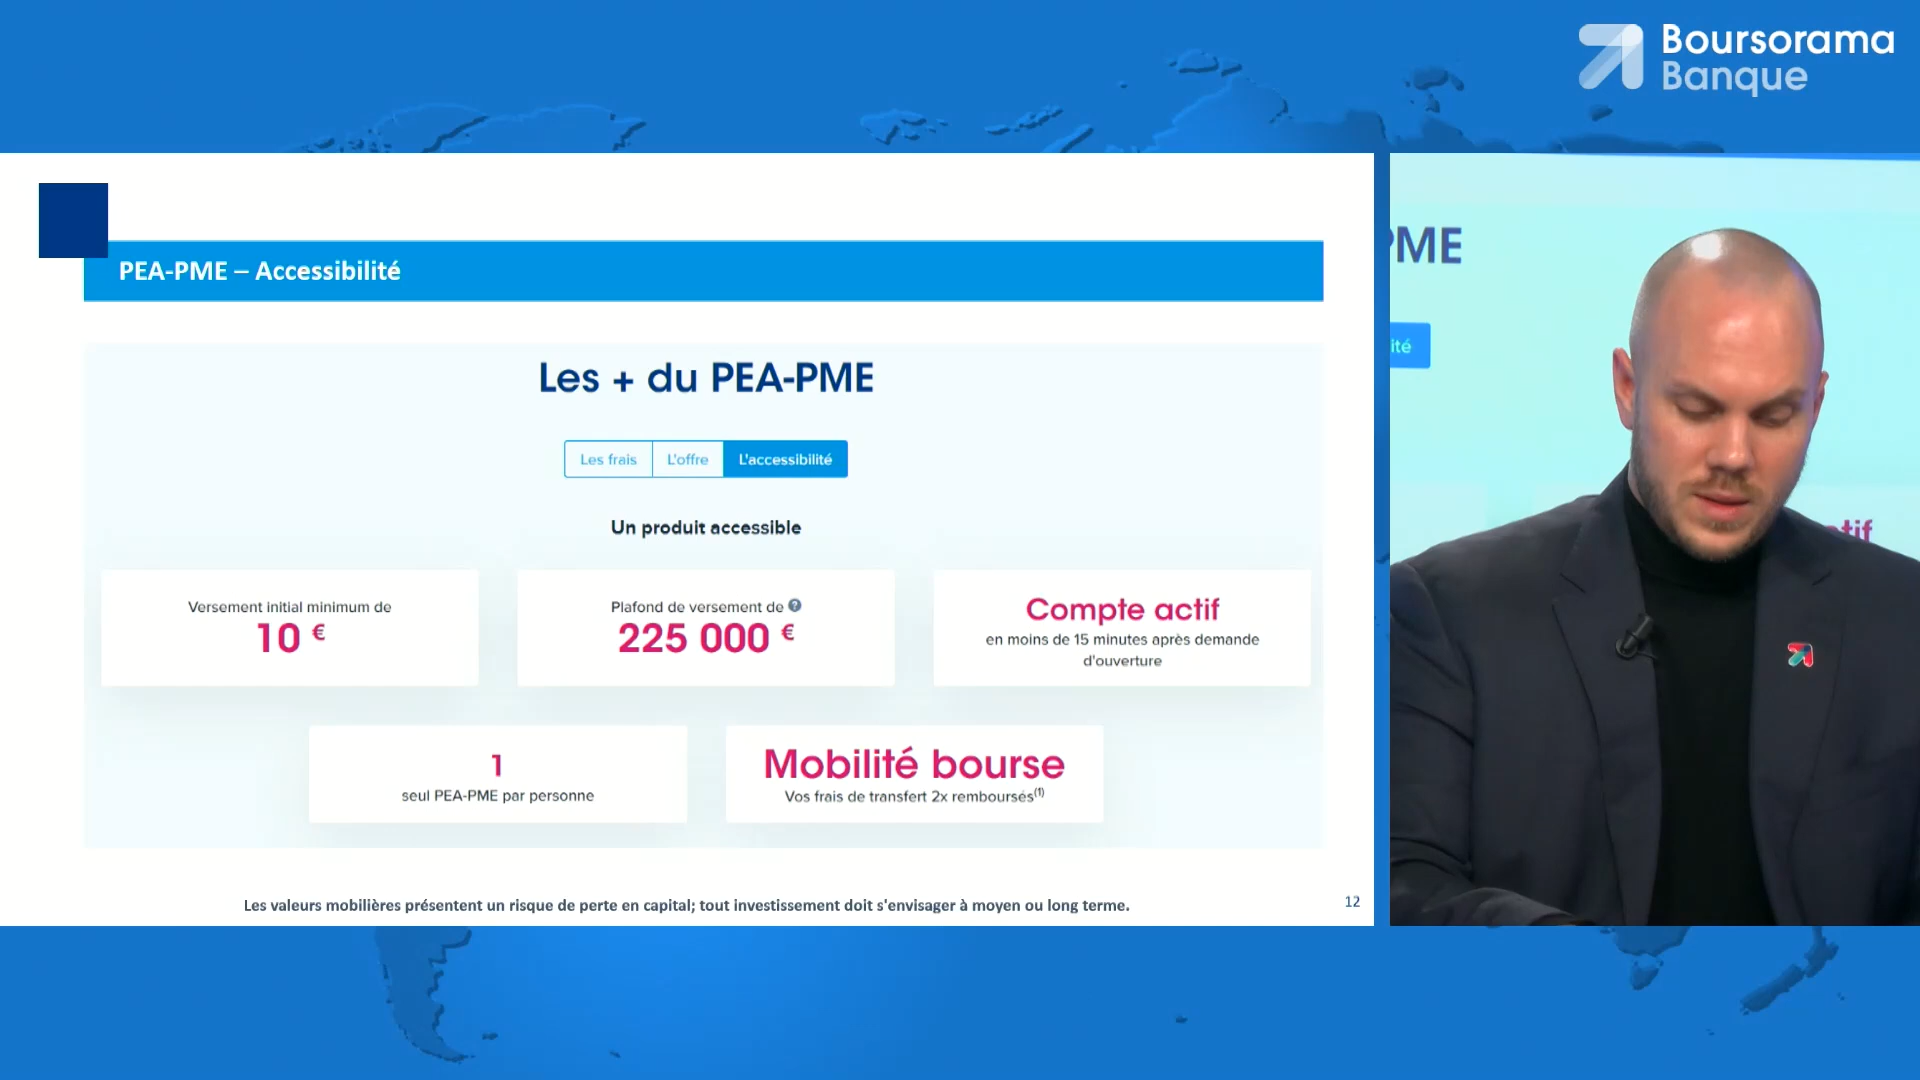 Boursorama
Banque
PEA-PME – Accessibilité
Les + du PEA-PME
Les frais
L'offre
L'accessibilité
Un produit accessible
Versement initial minimum de
10 €
Plafond de versement de ?
225 000 €
Compte actif
en moins de 15 minutes après demande
d'ouverture
1
seul PEA-PME par personne
Mobilité bourse
Vos frais de transfert 2x remboursés(1)
Les valeurs mobilières présentent un risque de perte en capital; tout investissement doit s'envisager à moyen ou long terme.
12
PME
ité
tif